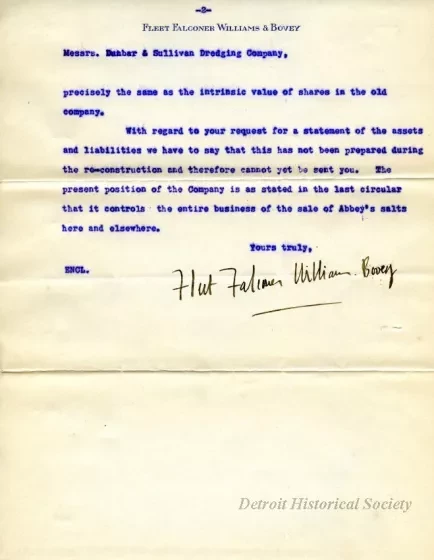 -2-
FLEET FALCONER WILLIAMS & BOVEY
Messrs. Dunbar & Sullivan Dredging Company,
precisely the same as the intrinsic value of shares in the old
company.
With regard to your request for a statement of the assets
and liabilities we have to say that this has not been prepared during
the re-construction and therefore cannot yet be sent you. The
present position of the Company is as stated in the last circular
that it controls the entire business of the sale of Abbey's salts
here and elsewhere.
Yours truly,
ENCL.
Fleet Falconer Williams. Bovey
Detroit Historical Society